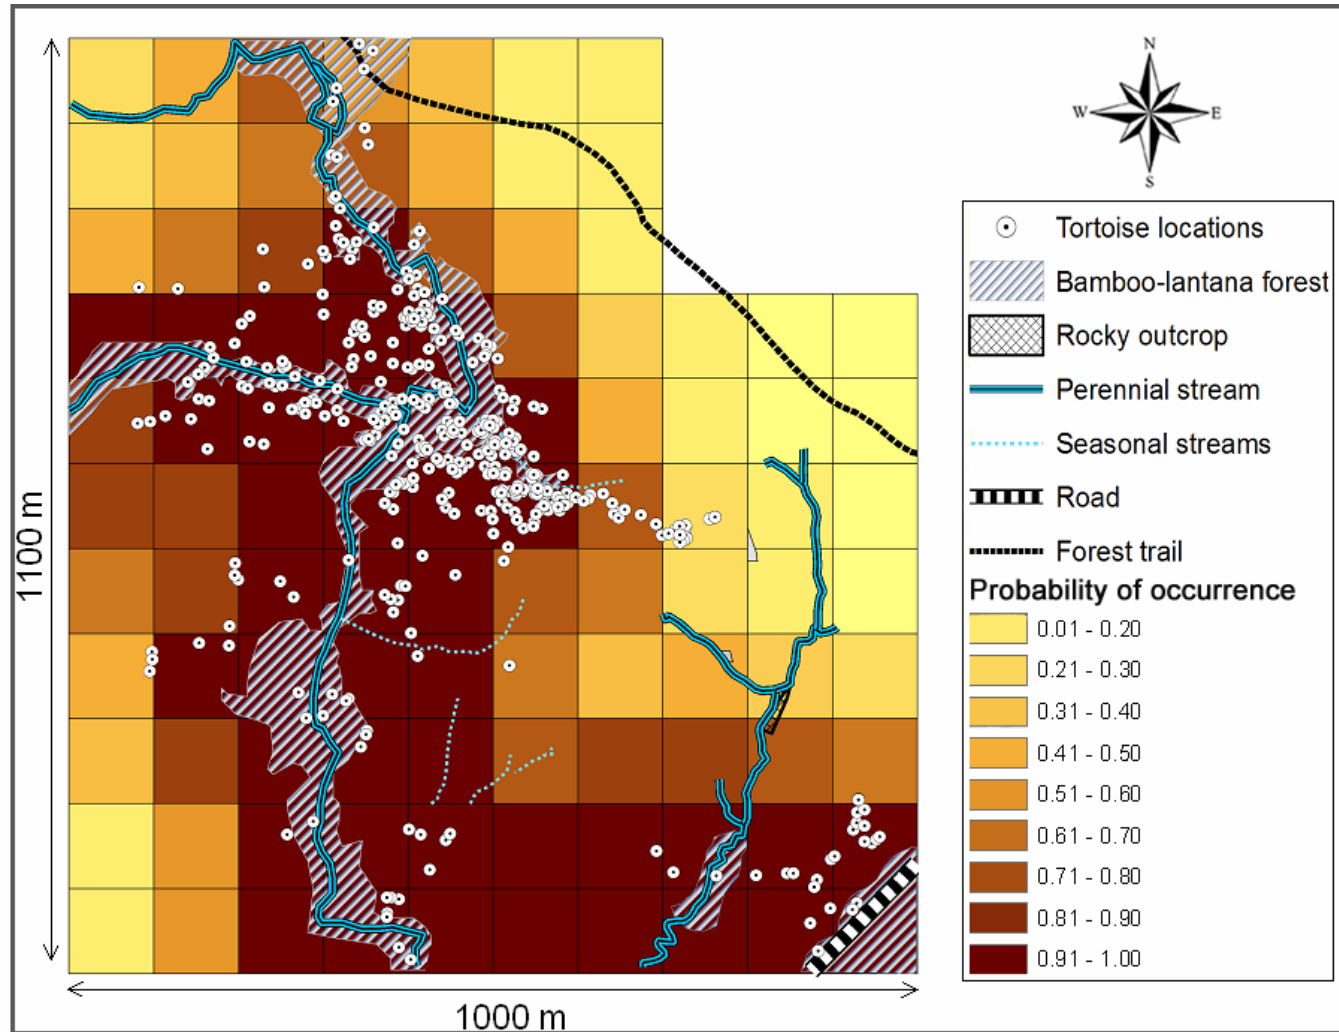 N
W
E
S
Tortoise locations
Bamboo-lantana forest
Rocky outcrop
Perennial stream
Seasonal streams
Road
Forest trail
Probability of occurrence
0.01 - 0.20
0.21 - 0.30
0.31 - 0.40
0.41 - 0.50
0.51 - 0.60
0.61 - 0.70
0.71 - 0.80
0.81 - 0.90
0.91 - 1.00
1100 m
1000 m